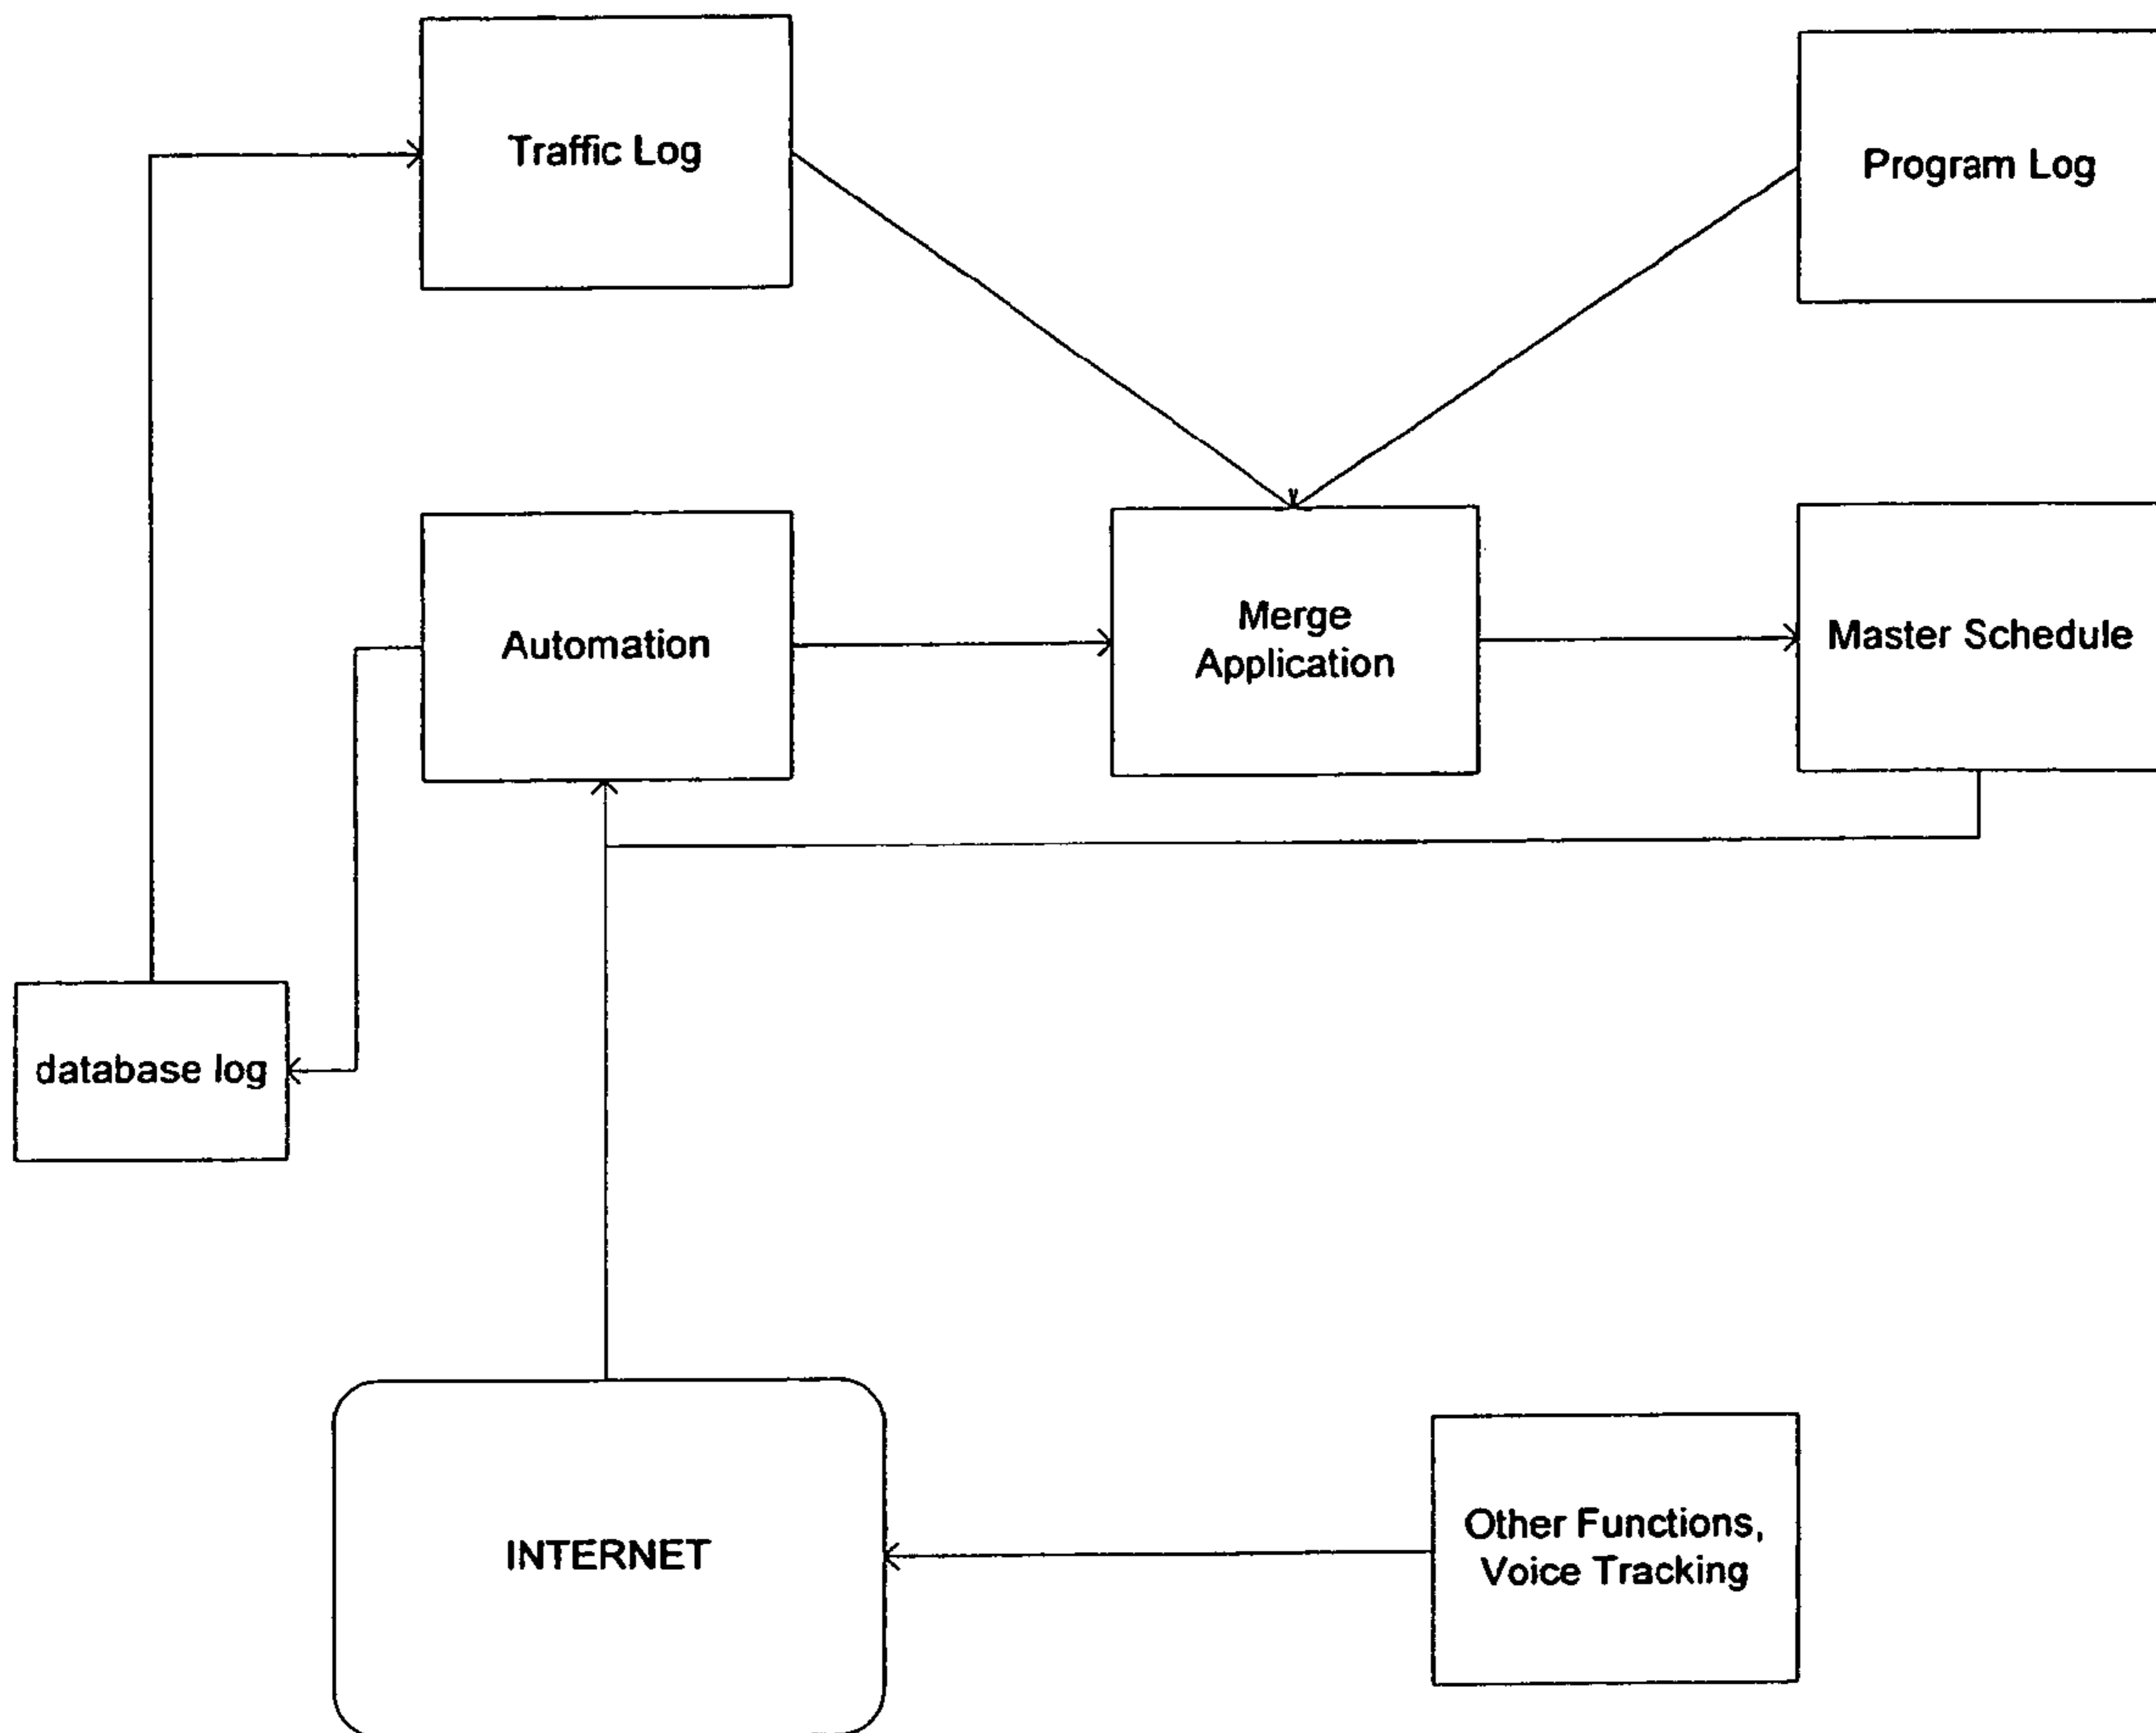 Traffic Log
Program Log
Automation
Merge
Application
Master Schedule
database log
INTERNET
Other Functions,
Voice Tracking